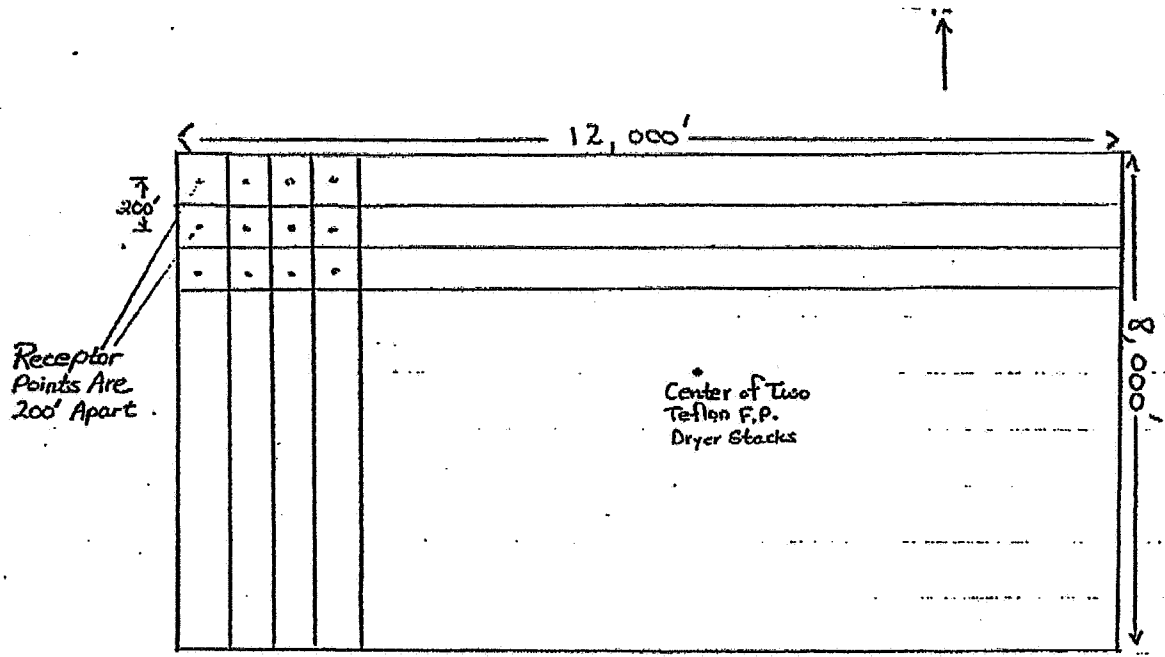 12,000'
200'
8,000'
Receptor
Points Are
200' Apart
Center of Two
Teflon F.P.
Dryer Stacks